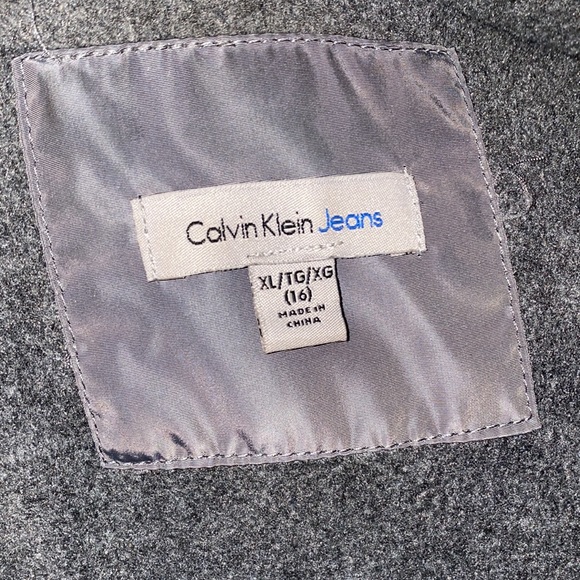 Calvin Klein Jeans
XL/TG/XG
(16)
MADE IN
CHINA